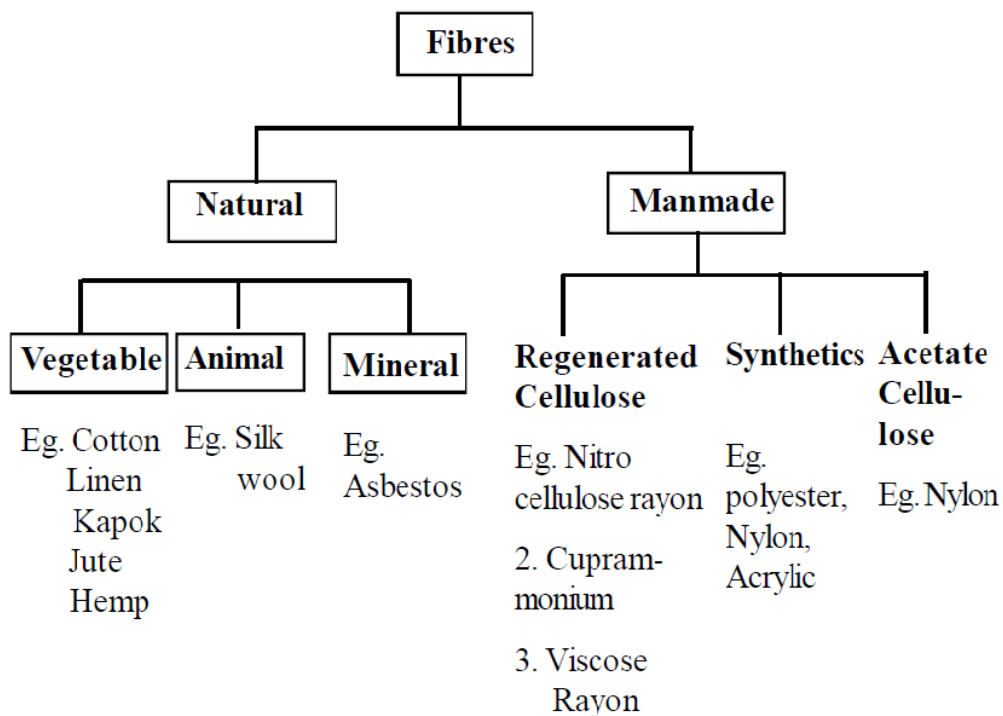 Fibres
Natural
Manmade
Vegetable
Eg. Cotton
Linen
Kapok
Jute
Hemp
Animal
Eg. Silk
wool
Mineral
Eg.
Asbestos
Regenerated
Cellulose
Eg. Nitro
cellulose rayon
2. Cupram-
monium
3. Viscose
Rayon
Synthetics
Eg.
polyester,
Nylon,
Acrylic
Acetate
Cellu-
lose
Eg. Nylon